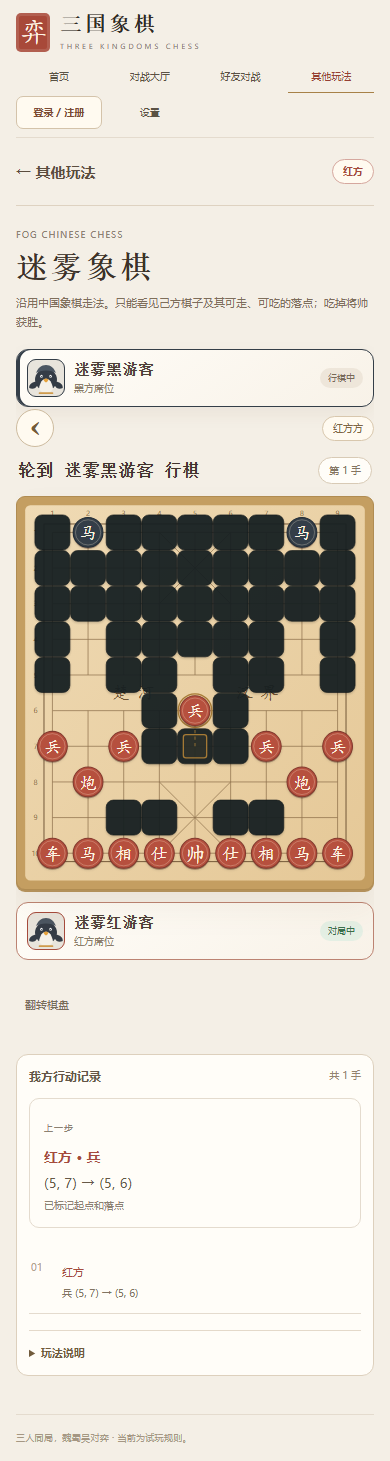 弈 三国象棋
THREE KINGDOMS CHESS
首页 对战大厅 好友对战 其他玩法
登录 / 注册 设置
← 其他玩法 红方
FOG CHINESE CHESS
迷雾象棋
沿用中国象棋走法。只能看见己方棋子及其可走、可吃的落点；吃掉将帅
获胜。
迷雾黑游客
黑方席位
行棋中
红方方
轮到 迷雾黑游客 行棋 第 1 手
马 马
6
兵
兵 兵 兵 兵
8
炮 炮
9
车 马 相 仕 帅 仕 相 马 车
迷雾红游客
红方席位
对局中
翻转棋盘
我方行动记录 共 1 手
上一步
红方 • 兵
(5, 7) → (5, 6)
已标记起点和落点
01 红方
兵 (5, 7) → (5, 6)
▶ 玩法说明
三人同局，魏蜀吴对弈 · 当前为试玩规则。